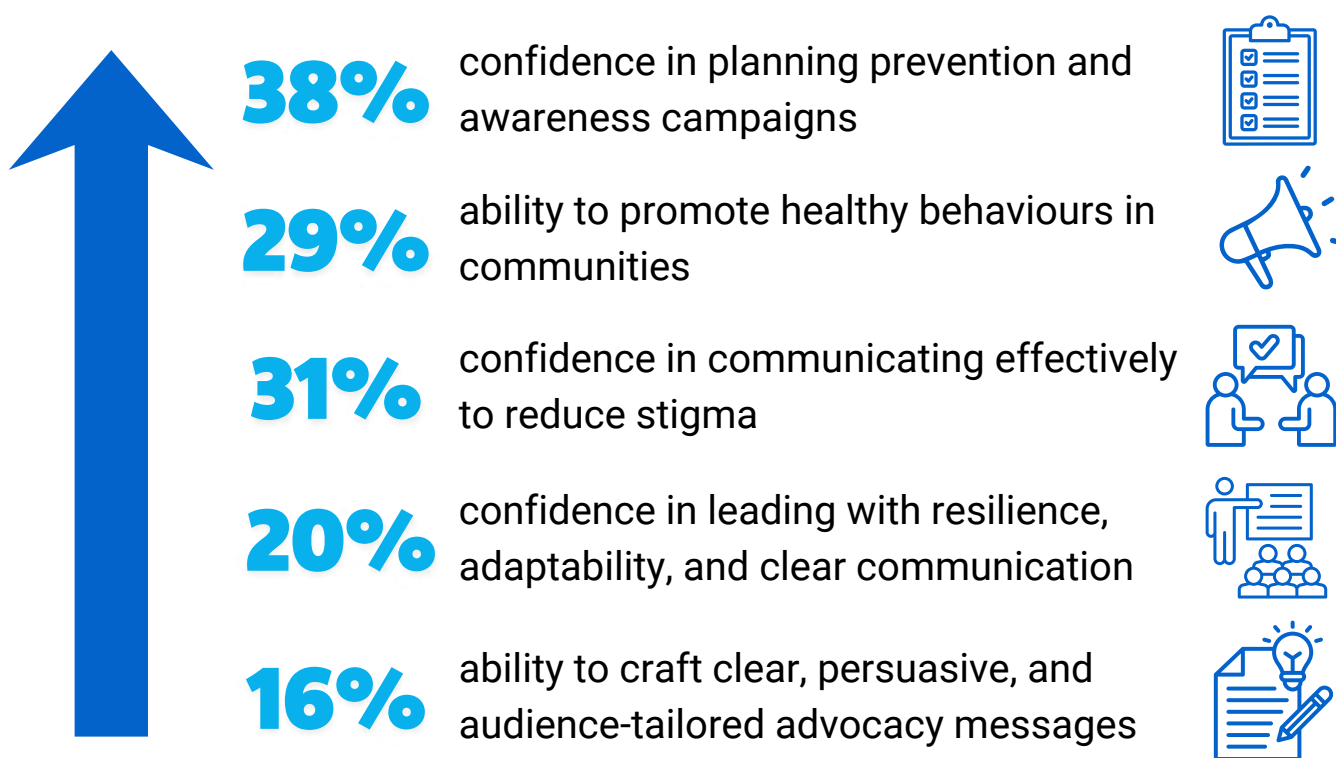 38%
confidence in planning prevention and
awareness campaigns
29%
ability to promote healthy behaviours in
communities
31%
confidence in communicating effectively
to reduce stigma
20%
confidence in leading with resilience,
adaptability, and clear communication
16%
ability to craft clear, persuasive, and
audience-tailored advocacy messages